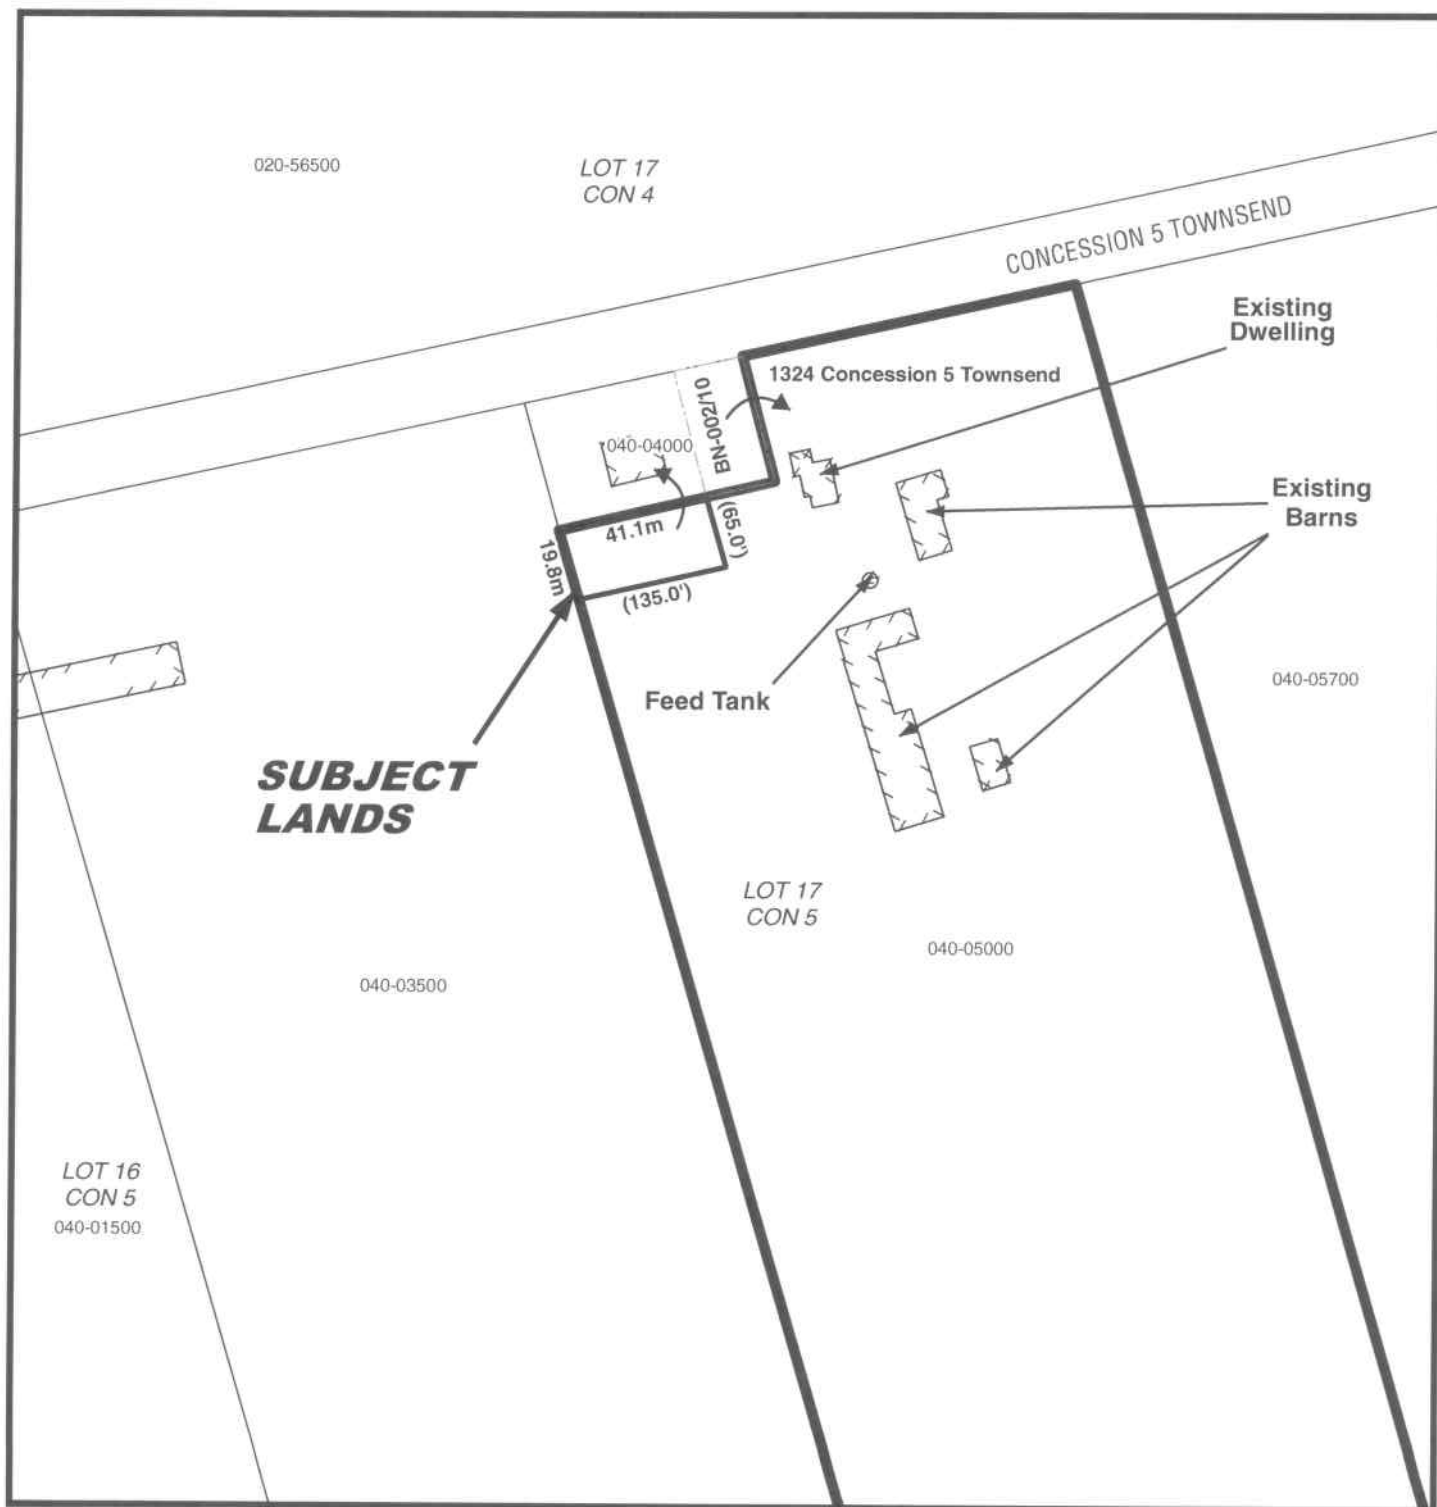 020-56500
LOT 17
CON 4
CONCESSION 5 TOWNSEND
Existing
Dwelling
1324 Concession 5 Townsend
BN-002/10
040-04000
Existing
Barns
41.1m
(65.0')
19.8m
(135.0')
Feed Tank
040-05700
SUBJECT
LANDS
LOT 17
CON 5
040-05000
040-03500
LOT 16
CON 5
040-01500